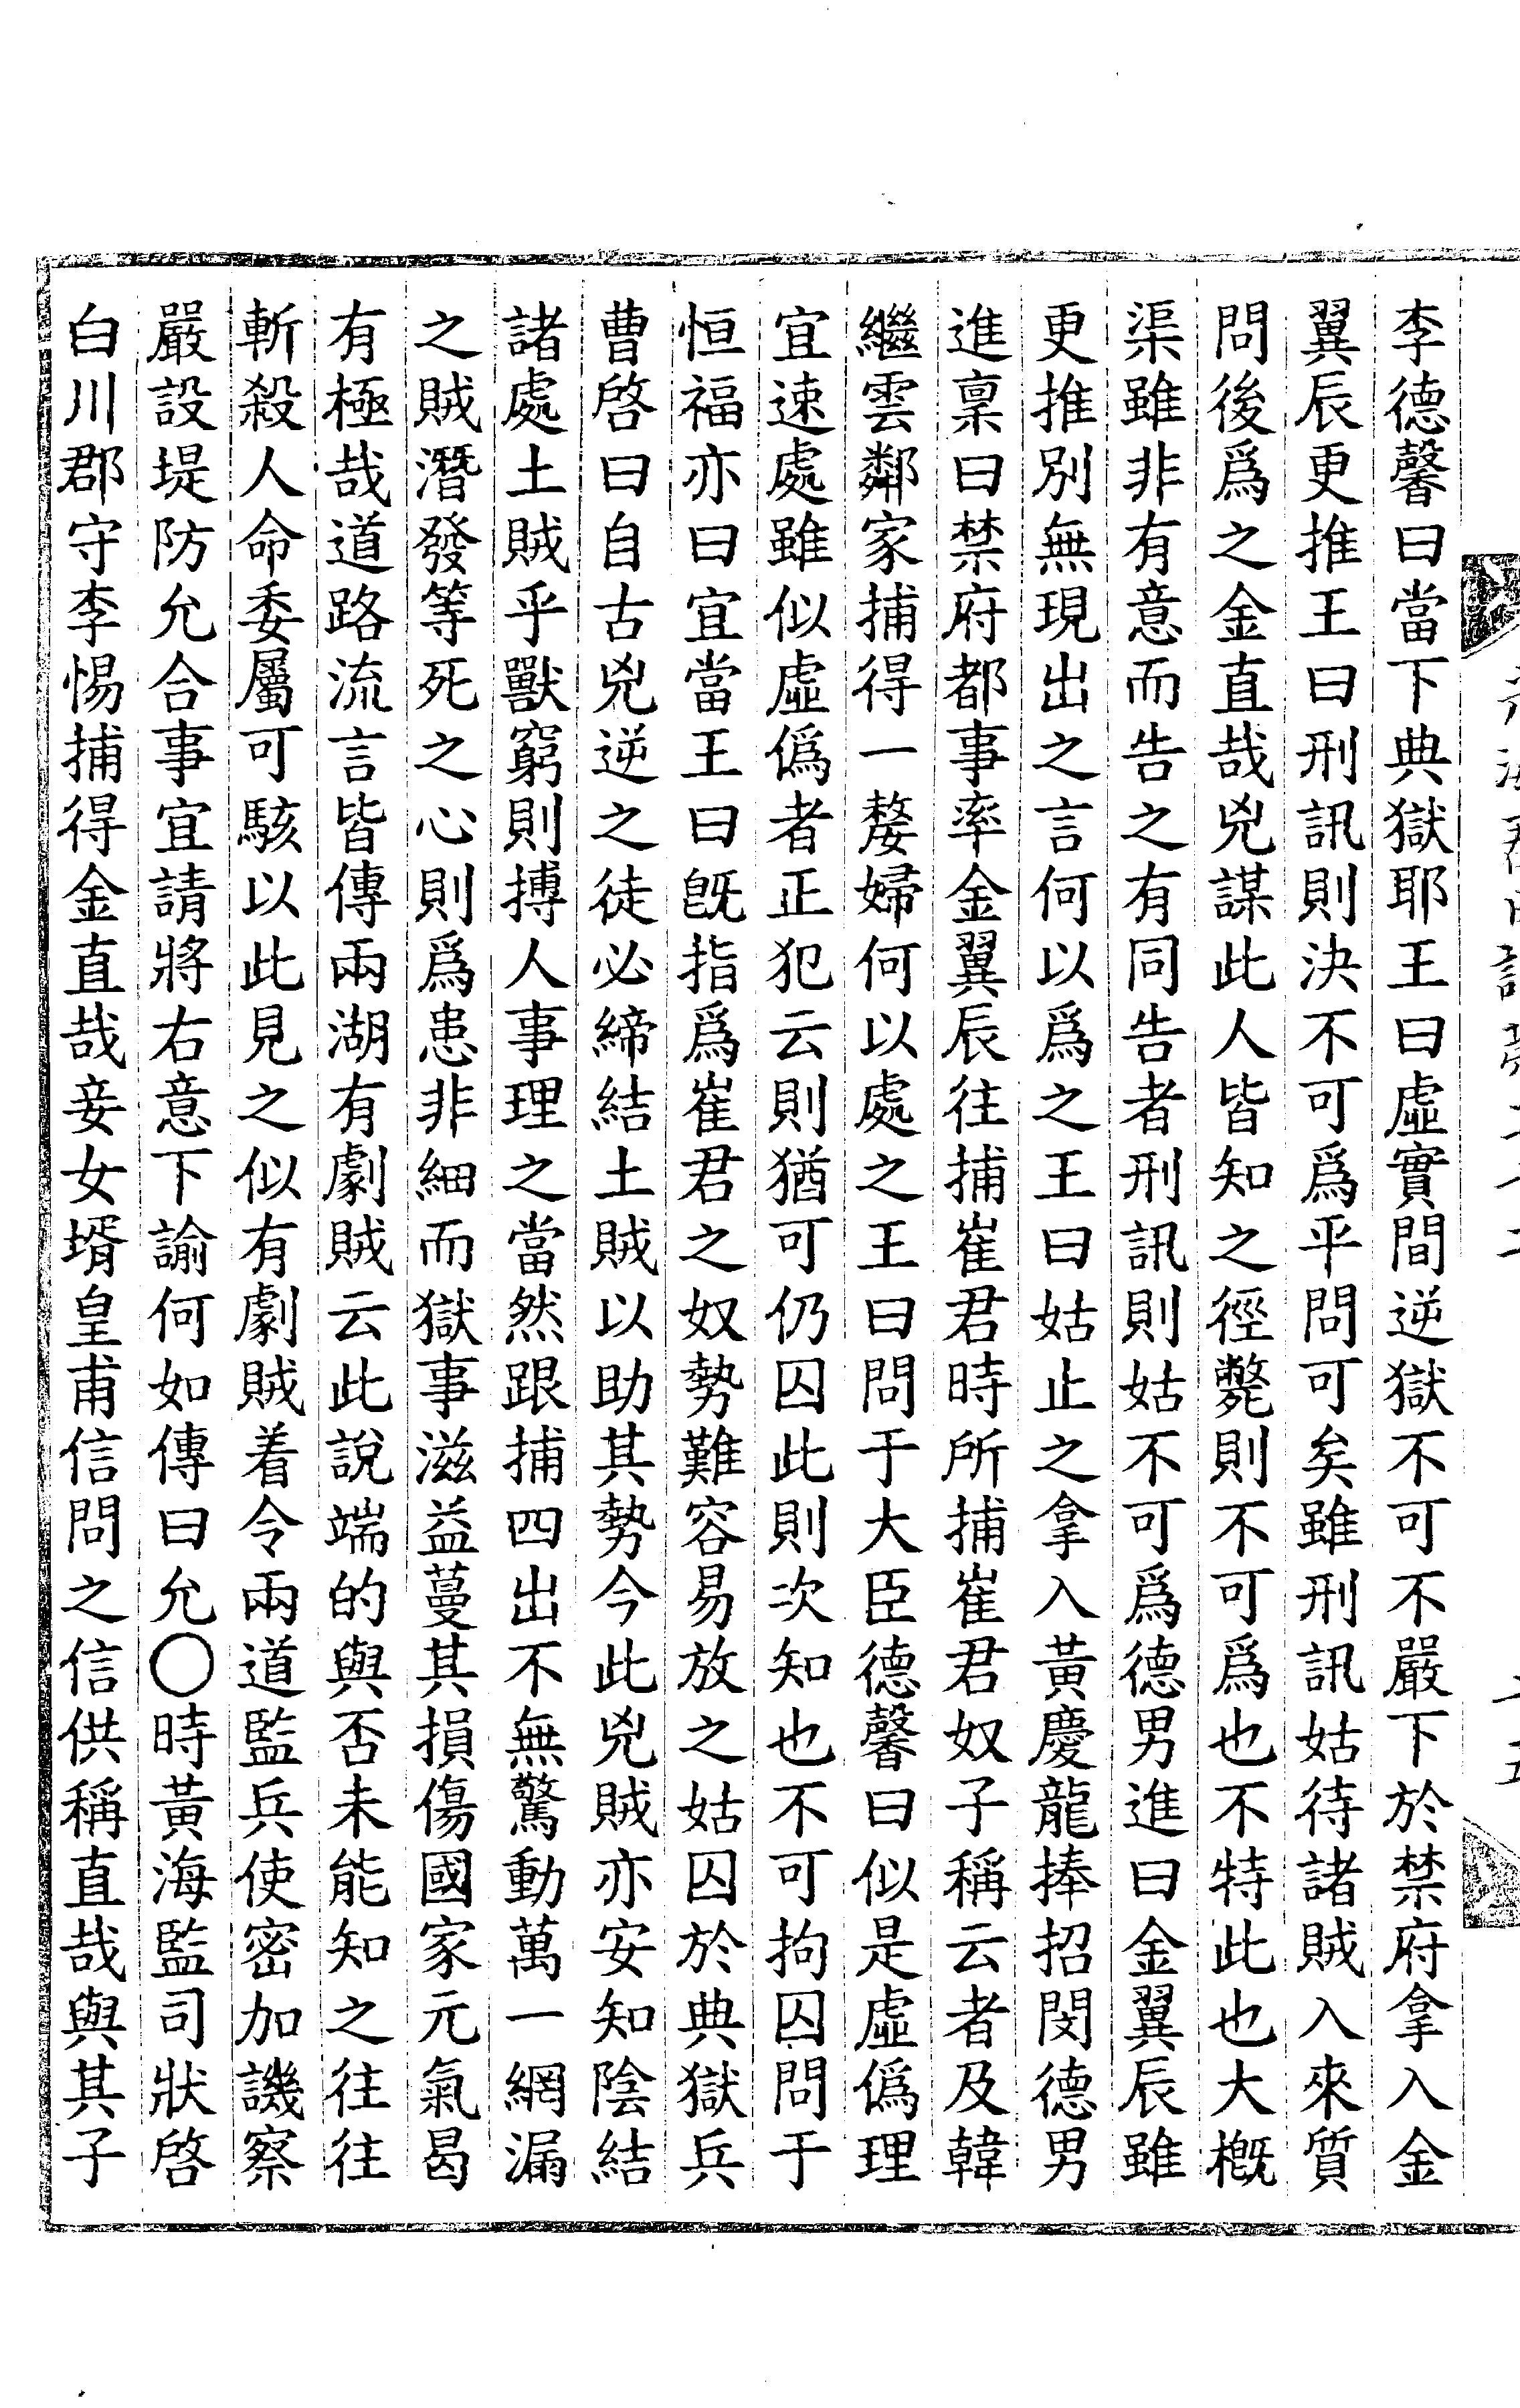 李德馨曰當下典獄耶王曰虛實間逆獄不可不嚴下於禁府拿入金
翼辰更推王曰刑訊則決不可爲平問可矣雖刑訊姑待諸賊入來質
問後爲之金直哉兇謀此人皆知之徑斃則不可爲也不特此也大槪
渠雖非有意而告之有同告者刑訊則姑不可爲德男進曰金翼辰雖
更推別無現出之言何以爲之王曰姑止之拿入黃慶龍捧招閔德男
進稟曰禁府都事率金翼辰往捕崔君時所捕崔君奴子稱云者及韓
繼雲鄰家捕得一嫠婦何以處之王曰問于大臣德馨曰似是虛僞理
宜速處雖似虛僞者正犯云則猶可仍囚此則次知也不可拘囚問于
恒福亦曰宜當王曰旣指爲崔君之奴勢難容易放之姑囚於典獄兵
曹啓曰自古兇逆之徒必締結土賊以助其勢今此兇賊亦安知陰結
諸處土賊乎獸窮則搏人事理之當然跟捕四出不無驚動萬一網漏
之賊潛發等死之心則爲患非細而獄事滋益蔓其損傷國家元氣曷
有極哉道路流言皆傳兩湖有劇賊云此說端的與否未能知之往往
斬殺人命委屬可駭以此見之似有劇賊着令兩道監兵使密加譏察
嚴設堤防允合事宜請將右意下諭何如傳曰允○時黃海監司狀啓
白川郡守李惕捕得金直哉妾女壻皇甫信問之信供稱直哉與其子